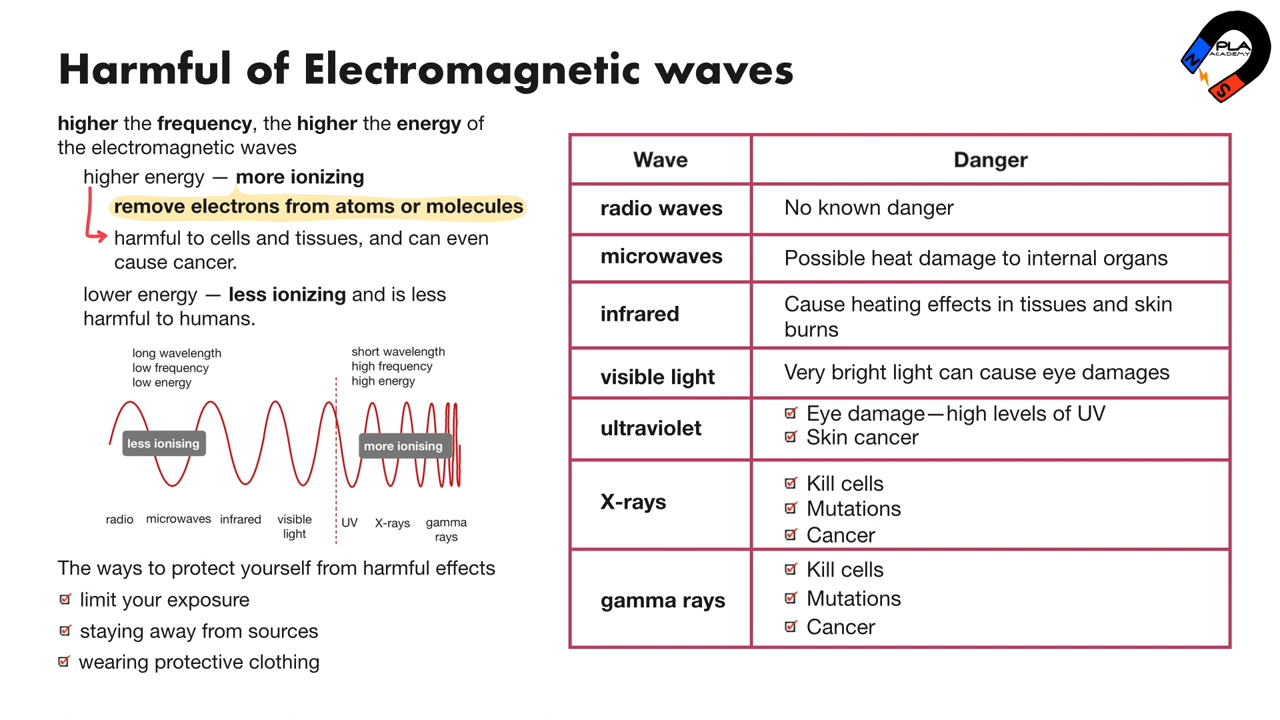 Harmful of Electromagnetic waves
PLA
ACADEMY
N
S
higher the frequency, the higher the energy of
the electromagnetic waves
higher energy — more ionizing
remove electrons from atoms or molecules
harmful to cells and tissues, and can even
cause cancer.
lower energy — less ionizing and is less
harmful to humans.
long wavelength
low frequency
low energy
short wavelength
high frequency
high energy
less ionising
more ionising
radio
microwaves
infrared
visible
light
UV
X-rays
gamma
rays
The ways to protect yourself from harmful effects
limit your exposure
staying away from sources
wearing protective clothing
Wave
Danger
radio waves
No known danger
microwaves
Possible heat damage to internal organs
infrared
Cause heating effects in tissues and skin
burns
visible light
Very bright light can cause eye damages
ultraviolet
Eye damage—high levels of UV
Skin cancer
X-rays
Kill cells
Mutations
Cancer
gamma rays
Kill cells
Mutations
Cancer